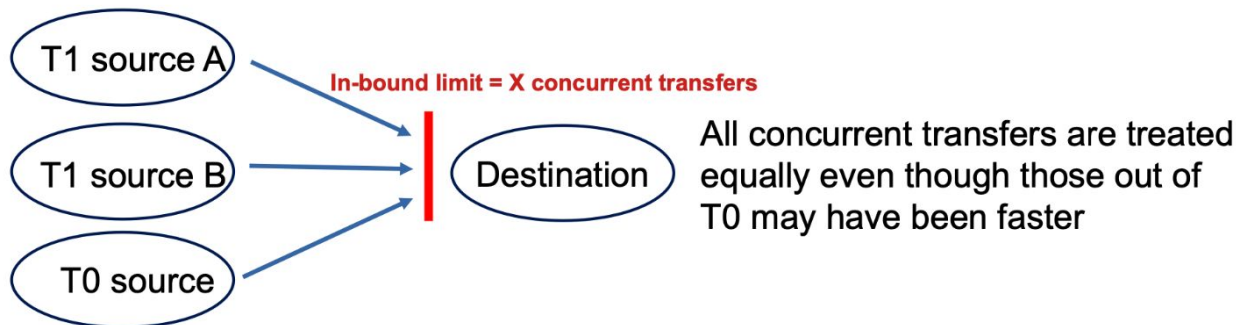 T1 source A
In-bound limit = X concurrent transfers
T1 source B
T0 source
Destination
All concurrent transfers are treated
equally even though those out of
T0 may have been faster